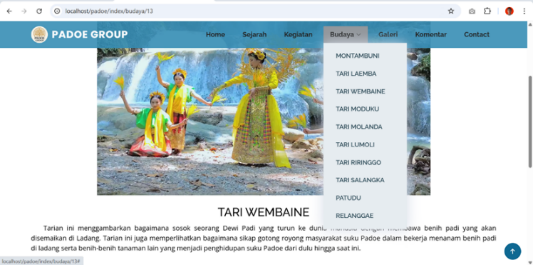 localhost/padoe/index/budaya/13
PADOE GROUP
Home Sejarah Kegiatan Budaya Galeri Komentar Contact
MONTAMBUNI
TARI LAEMBA
TARI WEMBAINE
TARI MODUKU
TARI MOLANDA
TARI LUMOLI
TARI RIRINGGO
TARI SALANGKA
PATUDU
RELANGGAE
TARI WEMBAINE
Tarian ini menggambarkan bagaimana sosok seorang Dewi Padi yang turun ke dunia manusia dengan membawa benih padi yang akan
disemaikan di Ladang. Tarian ini juga memperlihatkan bagaimana sikap gotong royong masyarakat suku Padoe dalam bekerja menanam benih padi
di ladang serta benih-benih tanaman lain yang menjadi penghidupan suku Padoe dari dulu hingga saat ini.
localhost/padoe/index/budaya/13#